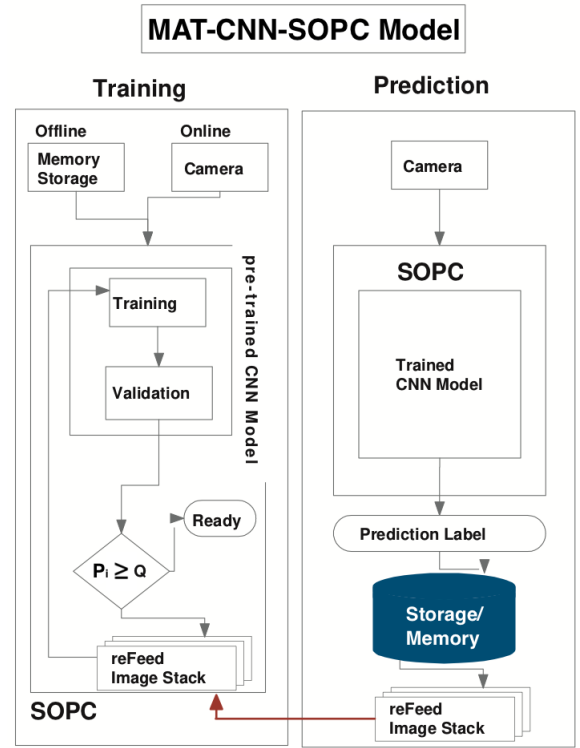 MAT-CNN-SOPC Model
Training
Offline
Online
Memory
Storage
Camera
pre-trained CNN Model
Training
Validation
Ready
Pᵢ ≥ Q
reFeed
Image Stack
SOPC
Prediction
Camera
SOPC
Trained
CNN Model
Prediction Label
Storage/
Memory
reFeed
Image Stack